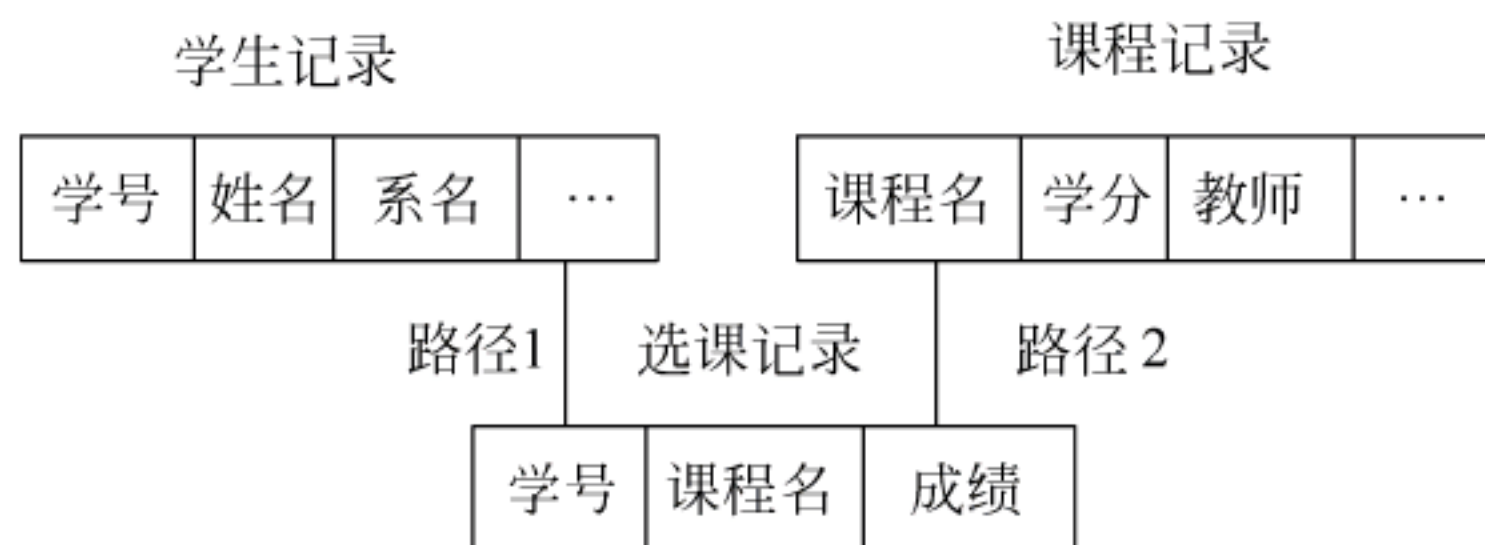 学生记录 课程记录
学号 姓名 系名 … 课程名 学分 教师 …
路径1 选课记录 路径 2
学号 课程名 成绩